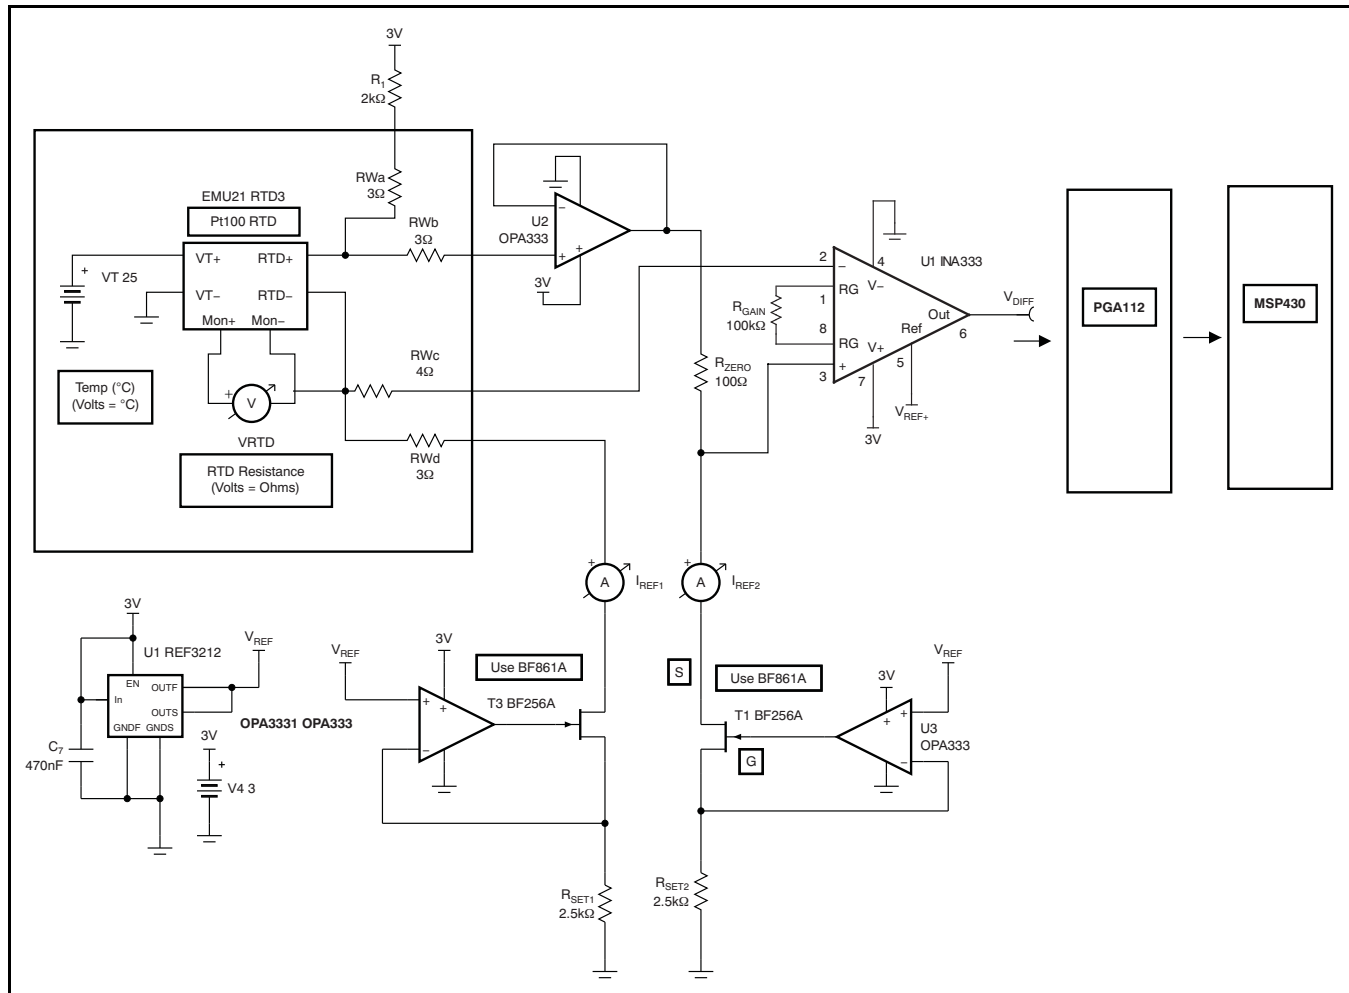 3V
R1
2kΩ
RWa
3Ω
EMU21 RTD3
Pt100 RTD
RWb
3Ω
U2
OPA333
−
+
+
3V
VT+
RTD+
VT−
RTD−
Mon+
Mon−
+
VT 25
Temp (°C)
(Volts = °C)
+
V
VRTD
RTD Resistance
(Volts = Ohms)
RWc
4Ω
RWd
3Ω
RZERO
100Ω
RGAIN
100kΩ
U1 INA333
2
−
4
V−
RG
1
8
RG
Ref
Out
6
V+
5
+
3
7
3V
VREF+
VDIFF
PGA112
MSP430
+
A
IREF1
+
A
IREF2
3V
U1 REF3212
VREF
EN
In
OUTF
OUTS
GNDF
GNDS
C7
470nF
OPA3331 OPA333
3V
+
V4 3
VREF
3V
+
+
−
Use BF861A
T3 BF256A
RSET1
2.5kΩ
S
Use BF861A
T1 BF256A
G
3V
VREF
+
+
−
U3
OPA333
RSET2
2.5kΩ